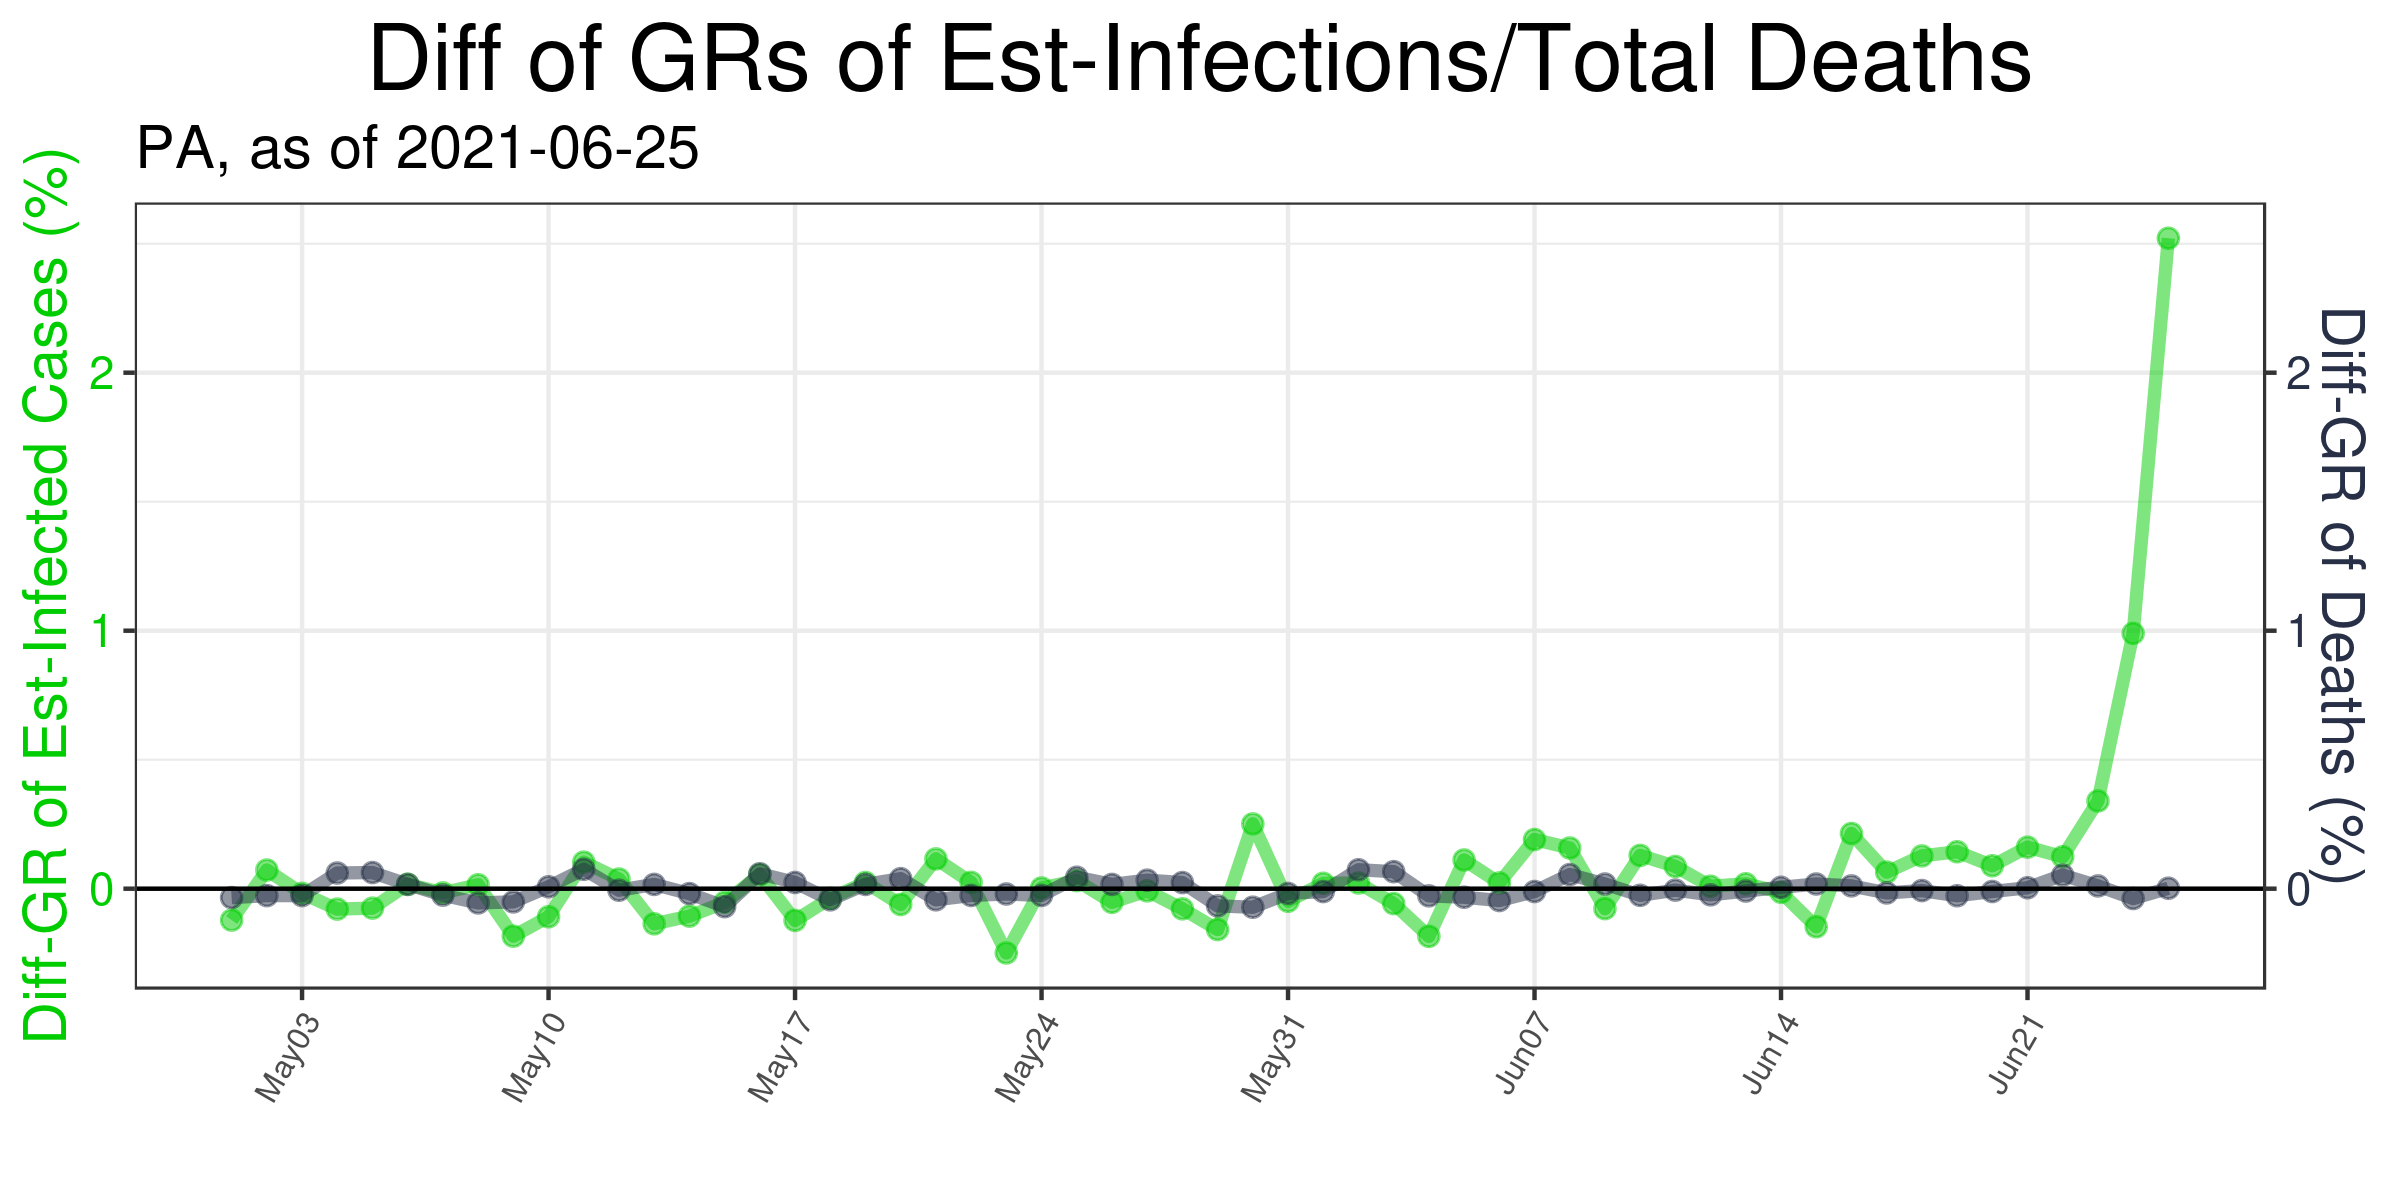 Diff of GRs of Est-Infections/Total Deaths
PA, as of 2021-06-25
Diff-GR of Est-Infected Cases (%)
2
1
0
2
1
0
Diff-GR of Deaths (%)
May03
May10
May17
May24
May31
Jun07
Jun14
Jun21